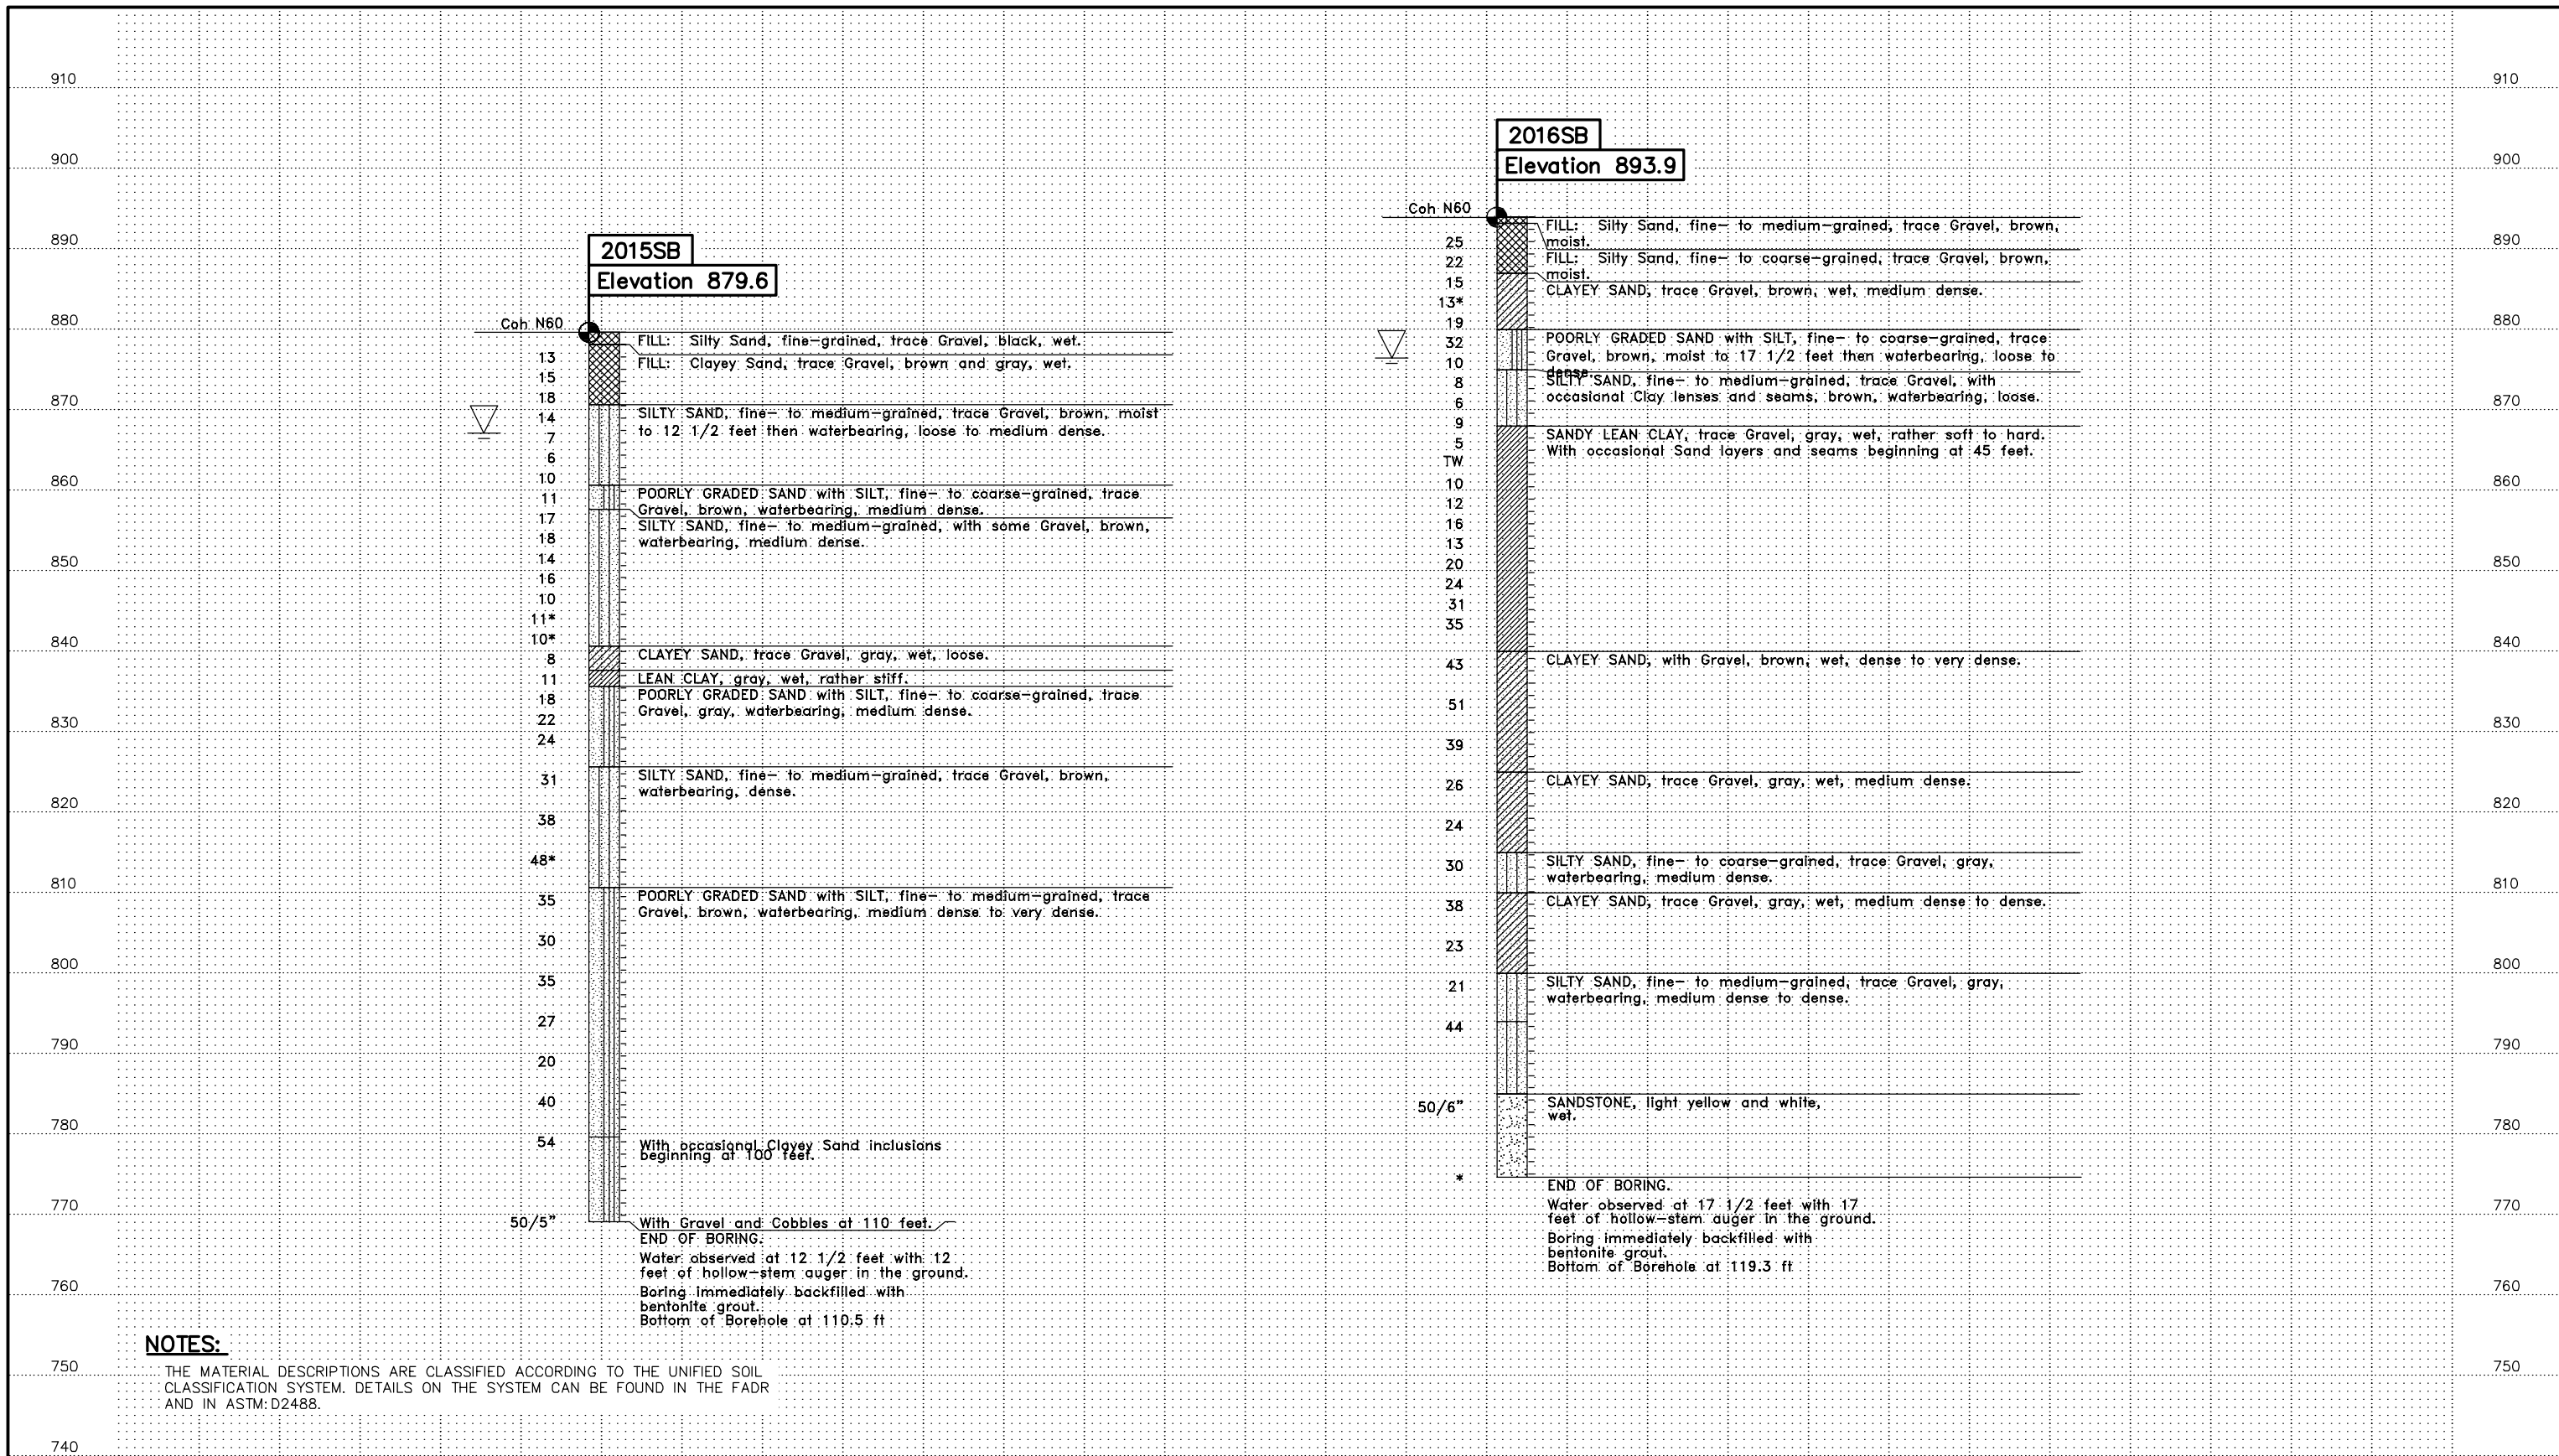 910
900
890
880
870
860
850
840
830
820
810
800
790
780
770
760
750
740
2015SB
Elevation 879.6
Coh N60
13
15
18
14
7
6
10
11
17
18
14
16
10
11*
10*
8
11
18
22
24
31
38
48*
35
30
35
27
20
40
54
50/5"
FILL: Silty Sand, fine- to medium-grained, trace Gravel, black, wet.
FILL: Clayey Sand, trace Gravel, brown and gray, wet.
SILTY SAND, fine- to medium-grained, trace Gravel, brown, moist
to 12 1/2 feet then waterbearing, loose to medium dense.
POORLY GRADED SAND with SILT, fine- to coarse-grained, trace
Gravel, brown, waterbearing, medium dense.
SILTY SAND, fine- to medium-grained, with some Gravel, brown,
waterbearing, medium dense.
CLAYEY SAND, trace Gravel, gray, wet, loose.
LEAN CLAY, gray, wet, rather stiff.
POORLY GRADED SAND with SILT, fine- to coarse-grained, trace
Gravel, gray, waterbearing, medium dense.
SILTY SAND, fine- to medium-grained, trace Gravel, brown,
waterbearing, dense.
POORLY GRADED SAND with SILT, fine- to medium-grained, trace
Gravel, brown, waterbearing, medium dense to very dense.
With occasional Clayey Sand inclusions
beginning at 100 feet.
With Gravel and Cobbles at 110 feet.
END OF BORING.
Water observed at 12 1/2 feet with 12
feet of hollow-stem auger in the ground.
Boring immediately backfilled with
bentonite grout.
Bottom of Borehole at 110.5 ft
2016SB
Elevation 893.9
Coh N60
25
22
15
13*
19
32
10
8
6
9
5
TW
10
12
16
13
20
24
31
35
43
51
39
26
24
30
38
23
21
44
50/6"
*
FILL: Silty Sand, fine- to medium-grained, trace Gravel, brown,
moist.
FILL: Silty Sand, fine- to coarse-grained, trace Gravel, brown,
moist.
CLAYEY SAND, trace Gravel, brown, wet, medium dense.
POORLY GRADED SAND with SILT, fine- to coarse-grained, trace
Gravel, brown, moist to 17 1/2 feet then waterbearing, loose to
dense.
SILTY SAND, fine- to medium-grained, trace Gravel, with
occasional Clay lenses and seams, brown, waterbearing, loose.
SANDY LEAN CLAY, trace Gravel, gray, wet, rather soft to hard.
With occasional Sand layers and seams beginning at 45 feet.
CLAYEY SAND, with Gravel, brown, wet, dense to very dense.
CLAYEY SAND, trace Gravel, gray, wet, medium dense.
SILTY SAND, fine- to coarse-grained, trace Gravel, gray,
waterbearing, medium dense.
CLAYEY SAND, trace Gravel, gray, wet, medium dense to dense.
SILTY SAND, fine- to medium-grained, trace Gravel, gray,
waterbearing, medium dense to dense.
SANDSTONE, light yellow and white,
wet.
END OF BORING.
Water observed at 17 1/2 feet with 17
feet of hollow-stem auger in the ground.
Boring immediately backfilled with
bentonite grout.
Bottom of Borehole at 119.3 ft
910
900
890
880
870
860
850
840
830
820
810
800
790
780
770
760
750
NOTES:
THE MATERIAL DESCRIPTIONS ARE CLASSIFIED ACCORDING TO THE UNIFIED SOIL
CLASSIFICATION SYSTEM. DETAILS ON THE SYSTEM CAN BE FOUND IN THE FADR
AND IN ASTM:D2488.